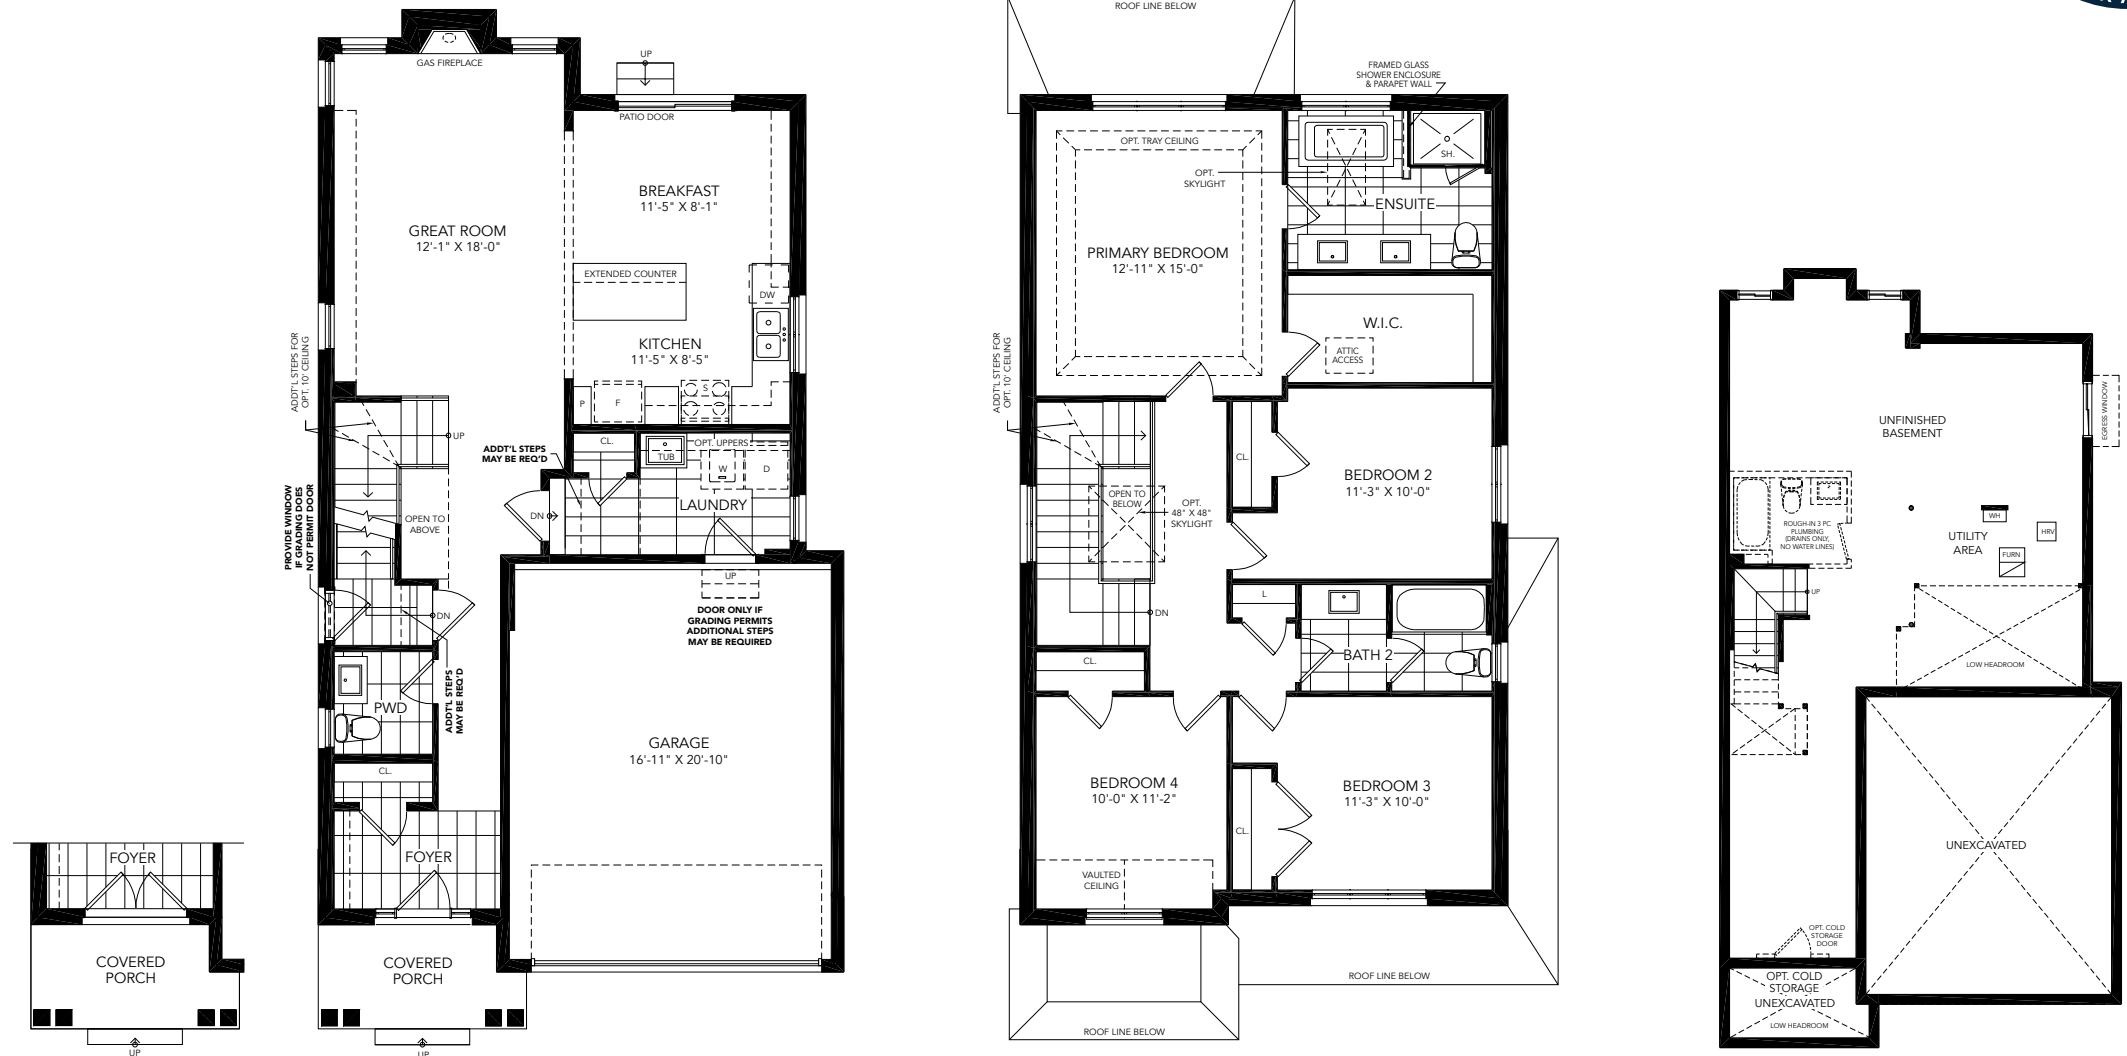 GAS FIREPLACE
UP
PATIO DOOR
BREAKFAST
11'-5" X 8'-1"
GREAT ROOM
12'-1" X 18'-0"
EXTENDED COUNTER
DW
KITCHEN
11'-5" X 8'-5"
P
F
S
ADDT'L STEPS FOR
OPT. 10' CEILING
UP
ADDT'L STEPS
MAY BE REQ'D
CL.
TUB
OPT. UPPERS
W
D
LAUNDRY
DN
OPEN TO
ABOVE
PROVIDE WINDOW
IF GRADING DOES
NOT PERMIT DOOR
DN
UP
DOOR ONLY IF
GRADING PERMITS
ADDITIONAL STEPS
MAY BE REQUIRED
ADDT'L STEPS
MAY BE REQ'D
PWD
CL.
GARAGE
16'-11" X 20'-10"
FOYER
COVERED
PORCH
UP
FOYER
COVERED
PORCH
UP
ROOF LINE BELOW
FRAMED GLASS
SHOWER ENCLOSURE
& PARAPET WALL
OPT. TRAY CEILING
OPT.
SKYLIGHT
SH.
ENSUITE
PRIMARY BEDROOM
12'-11" X 15'-0"
W.I.C.
ATTIC
ACCESS
ADDT'L STEPS FOR
OPT. 10' CEILING
CL.
BEDROOM 2
11'-3" X 10'-0"
OPEN TO
BELOW
OPT.
48" X 48"
SKYLIGHT
DN
L
BATH 2
CL.
BEDROOM 4
10'-0" X 11'-2"
CL.
BEDROOM 3
11'-3" X 10'-0"
VAULTED
CEILING
ROOF LINE BELOW
ROOF LINE BELOW
UNFINISHED
BASEMENT
EGRESS WINDOW
ROUGH-IN 3 PC
PLUMBING
(DRAINS ONLY,
NO WATER LINES)
WH
HRV
UTILITY
AREA
FURN
UP
LOW HEADROOM
UNEXCAVATED
OPT. COLD
STORAGE
DOOR
OPT. COLD
STORAGE
UNEXCAVATED
LOW HEADROOM